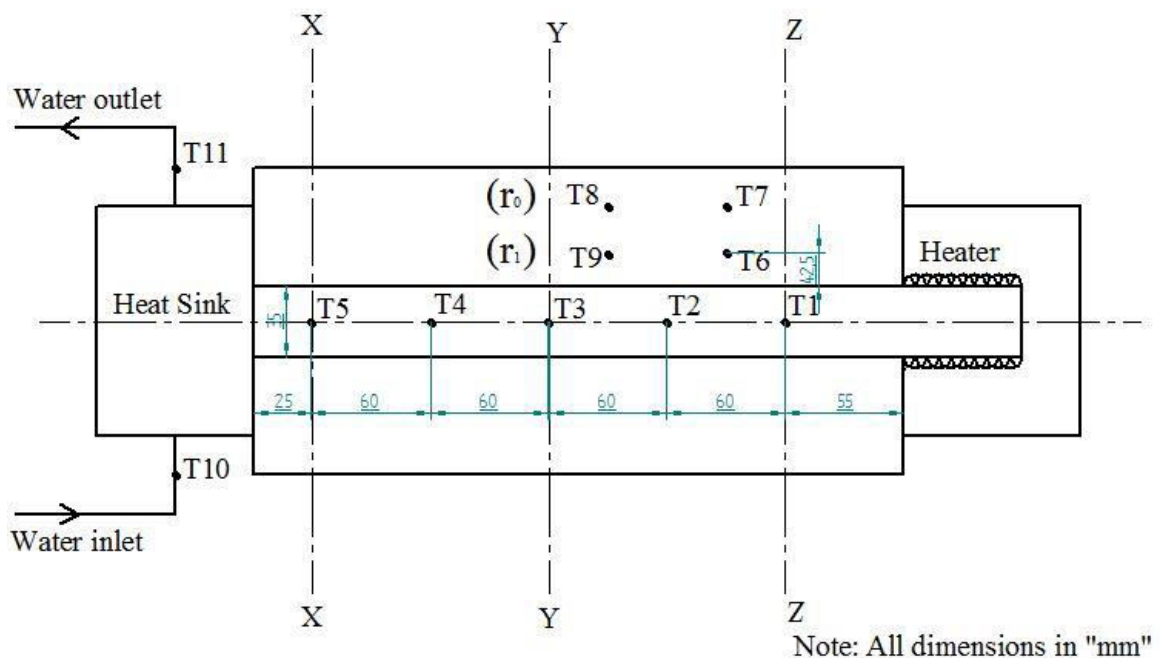 X
Y
Z
Water outlet
T11
(r₀) T8 T7
(r₁) T9 T6
42,5
Heater
Heat Sink
35
T5 T4 T3 T2 T1
25 60 60 60 60 55
T10
Water inlet
X
Y
Z
Note: All dimensions in "mm"